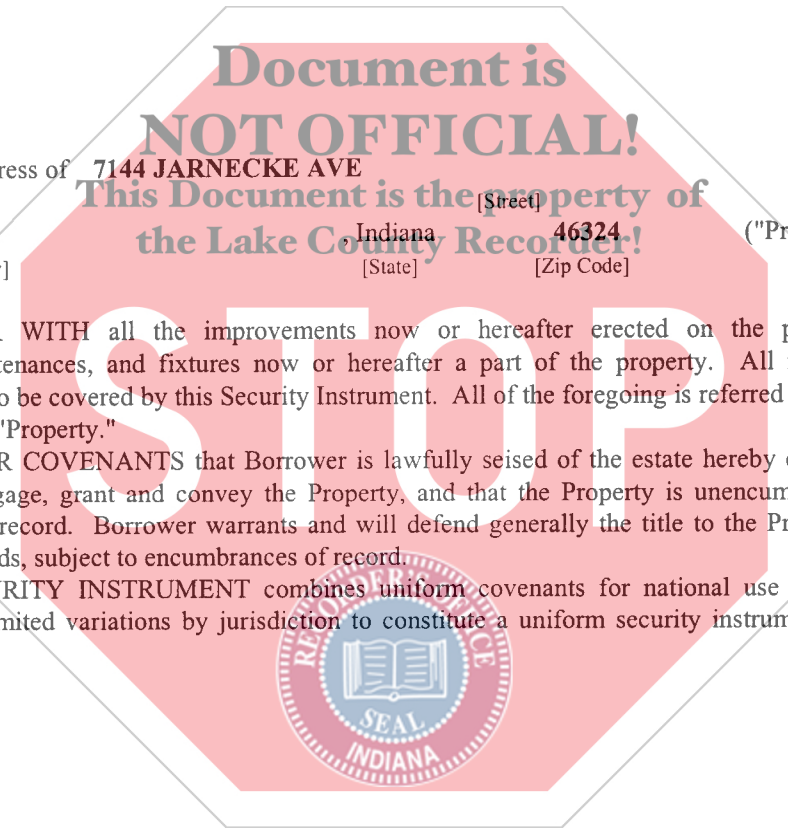 Document is
NOT OFFICIAL!
ress of 7144 JARNECKE AVE
This Document is the property of
[Street]
the Lake County Recorder!
, Indiana 46324 ("Pr
] [State] [Zip Code]
STOP
WITH all the improvements now or hereafter erected on the p
tenances, and fixtures now or hereafter a part of the property. All
o be covered by this Security Instrument. All of the foregoing is referred
"Property."
R COVENANTS that Borrower is lawfully seised of the estate hereby
gage, grant and convey the Property, and that the Property is unencum
record. Borrower warrants and will defend generally the title to the Pr
ds, subject to encumbrances of record.
RITY INSTRUMENT combines uniform covenants for national use
mited variations by jurisdiction to constitute a uniform security instrum
RECORDER'S OFFICE
SEAL
INDIANA